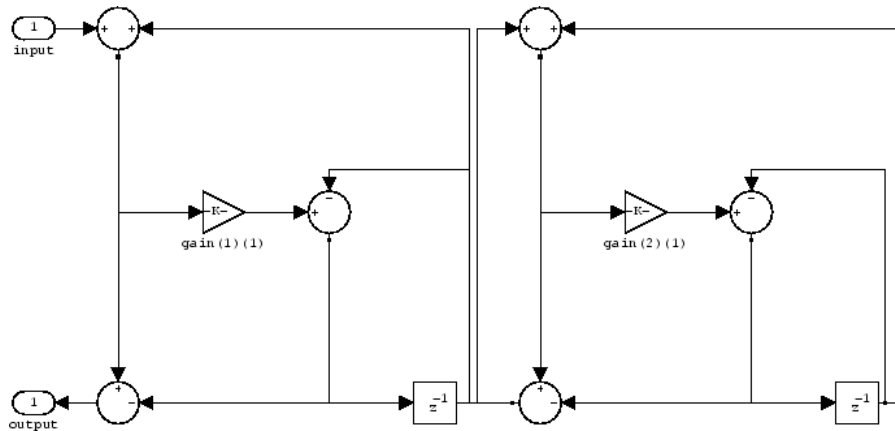 1
input
+
+
+
+
-K-
gain(1)(1)
+
−
-K-
gain(2)(1)
+
−
1
output
+
−
z-1
+
−
z-1